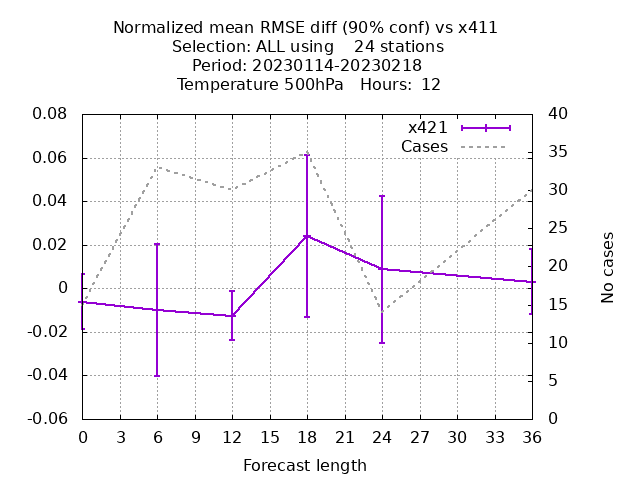 Normalized mean RMSE diff (90% conf) vs x411
Selection: ALL using    24 stations
Period: 20230114-20230218
Temperature 500hPa   Hours:  12
0.08
0.06
0.04
0.02
0
-0.02
-0.04
-0.06
x421
Cases
40
35
30
25
20
15
10
5
0
No cases
0 3 6 9 12 15 18 21 24 27 30 33 36
Forecast length